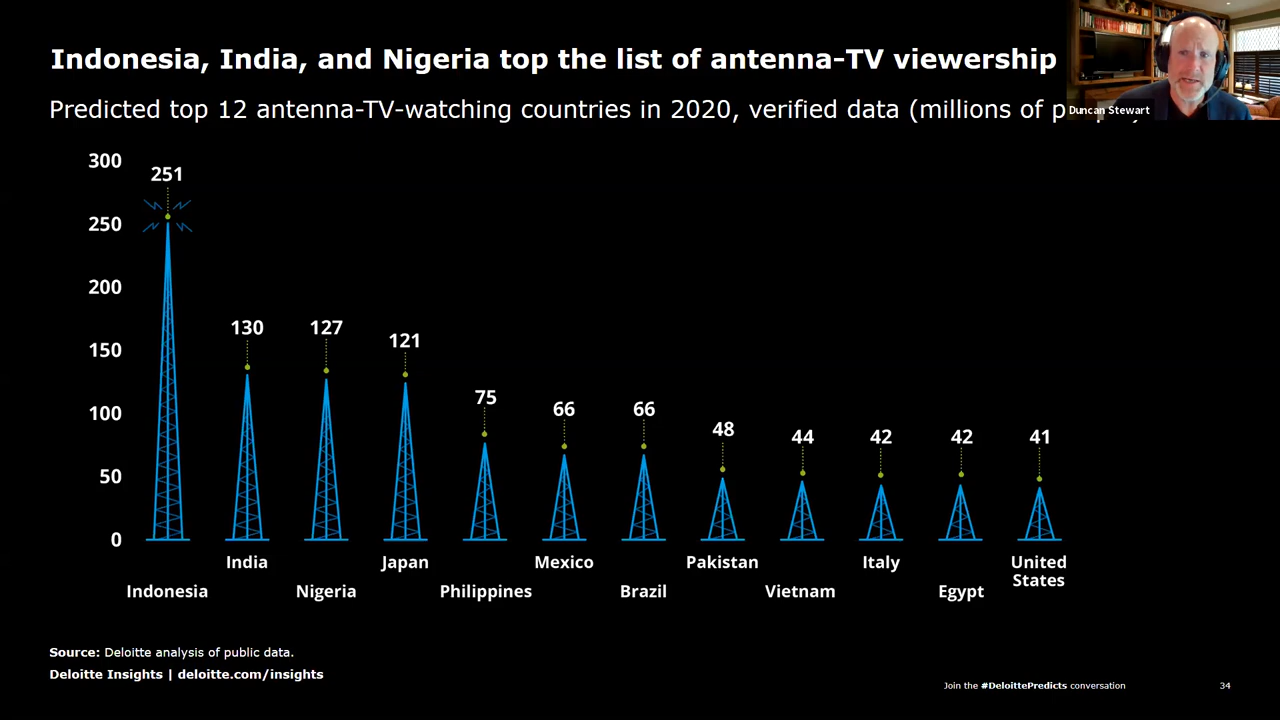 Indonesia, India, and Nigeria top the list of antenna-TV viewership
Predicted top 12 antenna-TV-watching countries in 2020, verified data (millions of
Duncan Stewart
300
250
200
150
100
50
0
251
130
127
121
75
66
66
48
44
42
42
41
Indonesia
India
Nigeria
Japan
Philippines
Mexico
Brazil
Pakistan
Vietnam
Italy
Egypt
United
States
Source: Deloitte analysis of public data.
Deloitte Insights | deloitte.com/insights
Join the #DeloittePredicts conversation
34